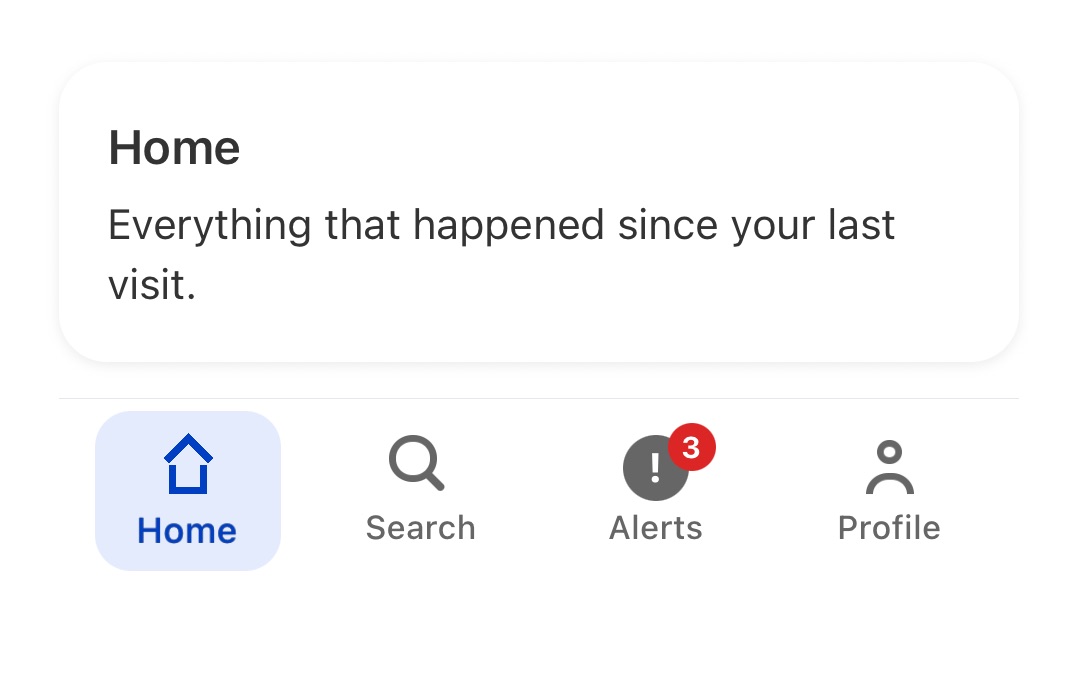 Home
Everything that happened since your last
visit.
!
3
Home
Search
Alerts
Profile